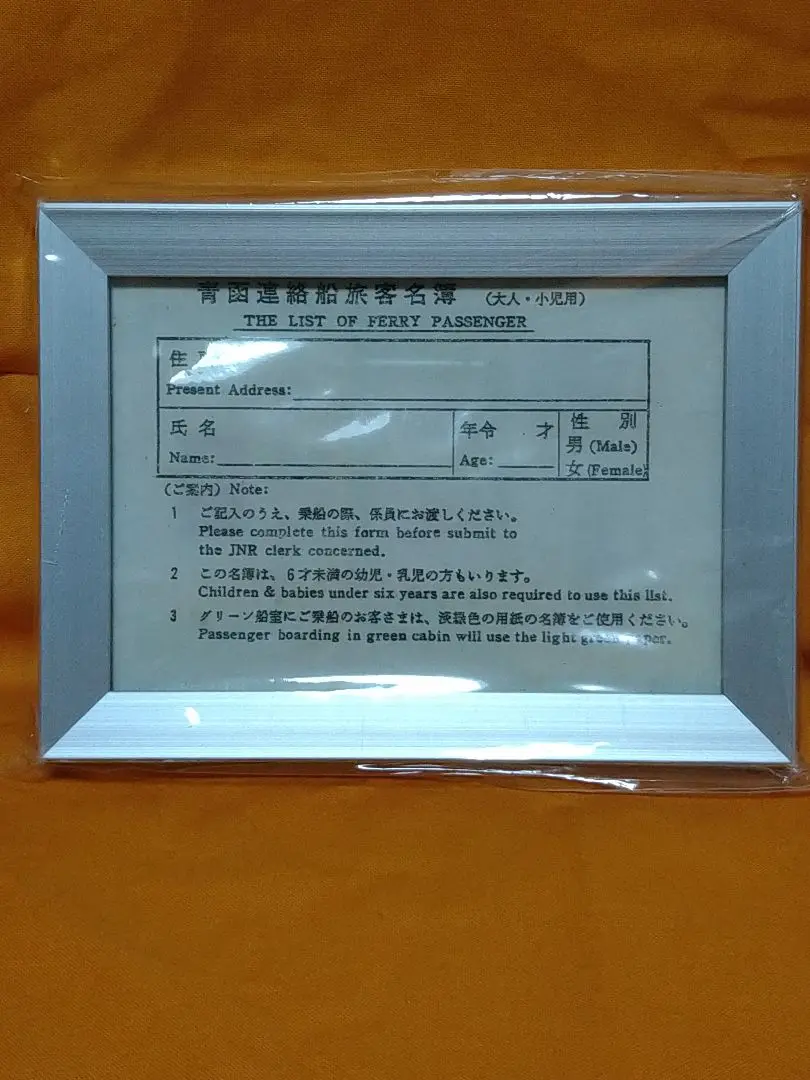 青函連絡船旅客名簿 (大人・小児用)
THE LIST OF FERRY PASSENGER
住
Present Address:
氏名
Name:
年令 才
Age:
性別
男 (Male)
女 (Female)
(ご案内) Note:
1 ご記入のうえ、乗船の際、係員にお渡しください。
Please complete this form before submit to
the JNR clerk concerned.
2 この名簿は、6才未満の幼児・乳児の方もいります。
Children & babies under six years are also required to use this list.
3 グリーン船室にご乗船のお客さまは、淡緑色の用紙の名簿をご使用ください。
Passenger boarding in green cabin will use the light green paper.